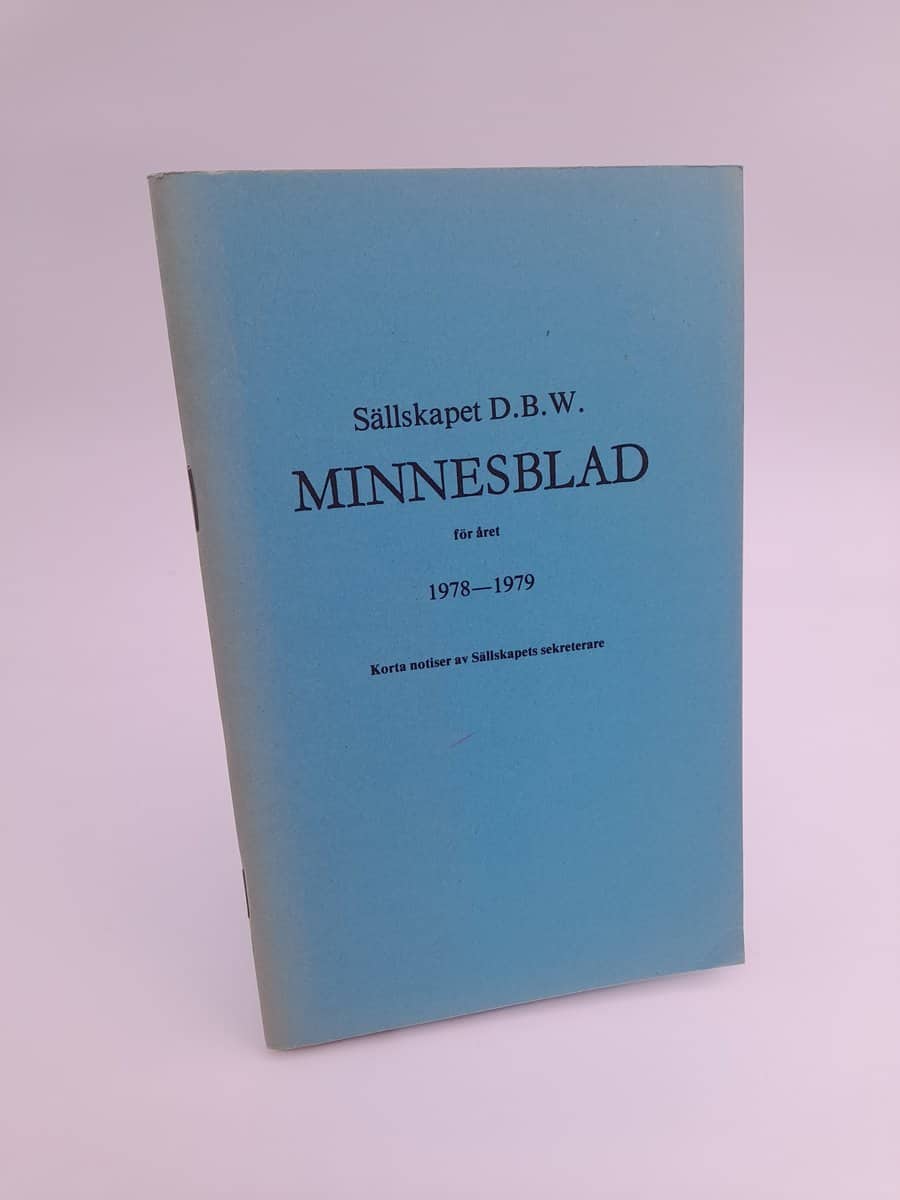 Sällskapet D.B.W.
MINNESBLAD
för året
1978—1979
Korta notiser av Sällskapets sekreterare